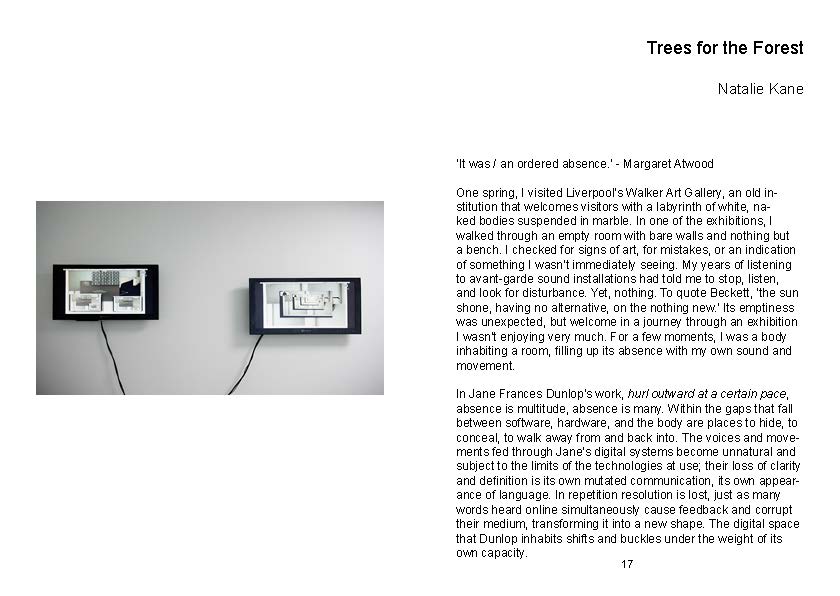 Trees for the Forest
Natalie Kane
'It was / an ordered absence.' - Margaret Atwood
One spring, I visited Liverpool's Walker Art Gallery, an old in-
stitution that welcomes visitors with a labyrinth of white, na-
ked bodies suspended in marble. In one of the exhibitions, I
walked through an empty room with bare walls and nothing but
a bench. I checked for signs of art, for mistakes, or an indication
of something I wasn't immediately seeing. My years of listening
to avant-garde sound installations had told me to stop, listen,
and look for disturbance. Yet, nothing. To quote Beckett, 'the sun
shone, having no alternative, on the nothing new.' Its emptiness
was unexpected, but welcome in a journey through an exhibition
I wasn't enjoying very much. For a few moments, I was a body
inhabiting a room, filling up its absence with my own sound and
movement.
In Jane Frances Dunlop's work, hurl outward at a certain pace,
absence is multitude, absence is many. Within the gaps that fall
between software, hardware, and the body are places to hide, to
conceal, to walk away from and back into. The voices and move-
ments fed through Jane's digital systems become unnatural and
subject to the limits of the technologies at use; their loss of clarity
and definition is its own mutated communication, its own appear-
ance of language. In repetition resolution is lost, just as many
words heard online simultaneously cause feedback and corrupt
their medium, transforming it into a new shape. The digital space
that Dunlop inhabits shifts and buckles under the weight of its
own capacity.
17